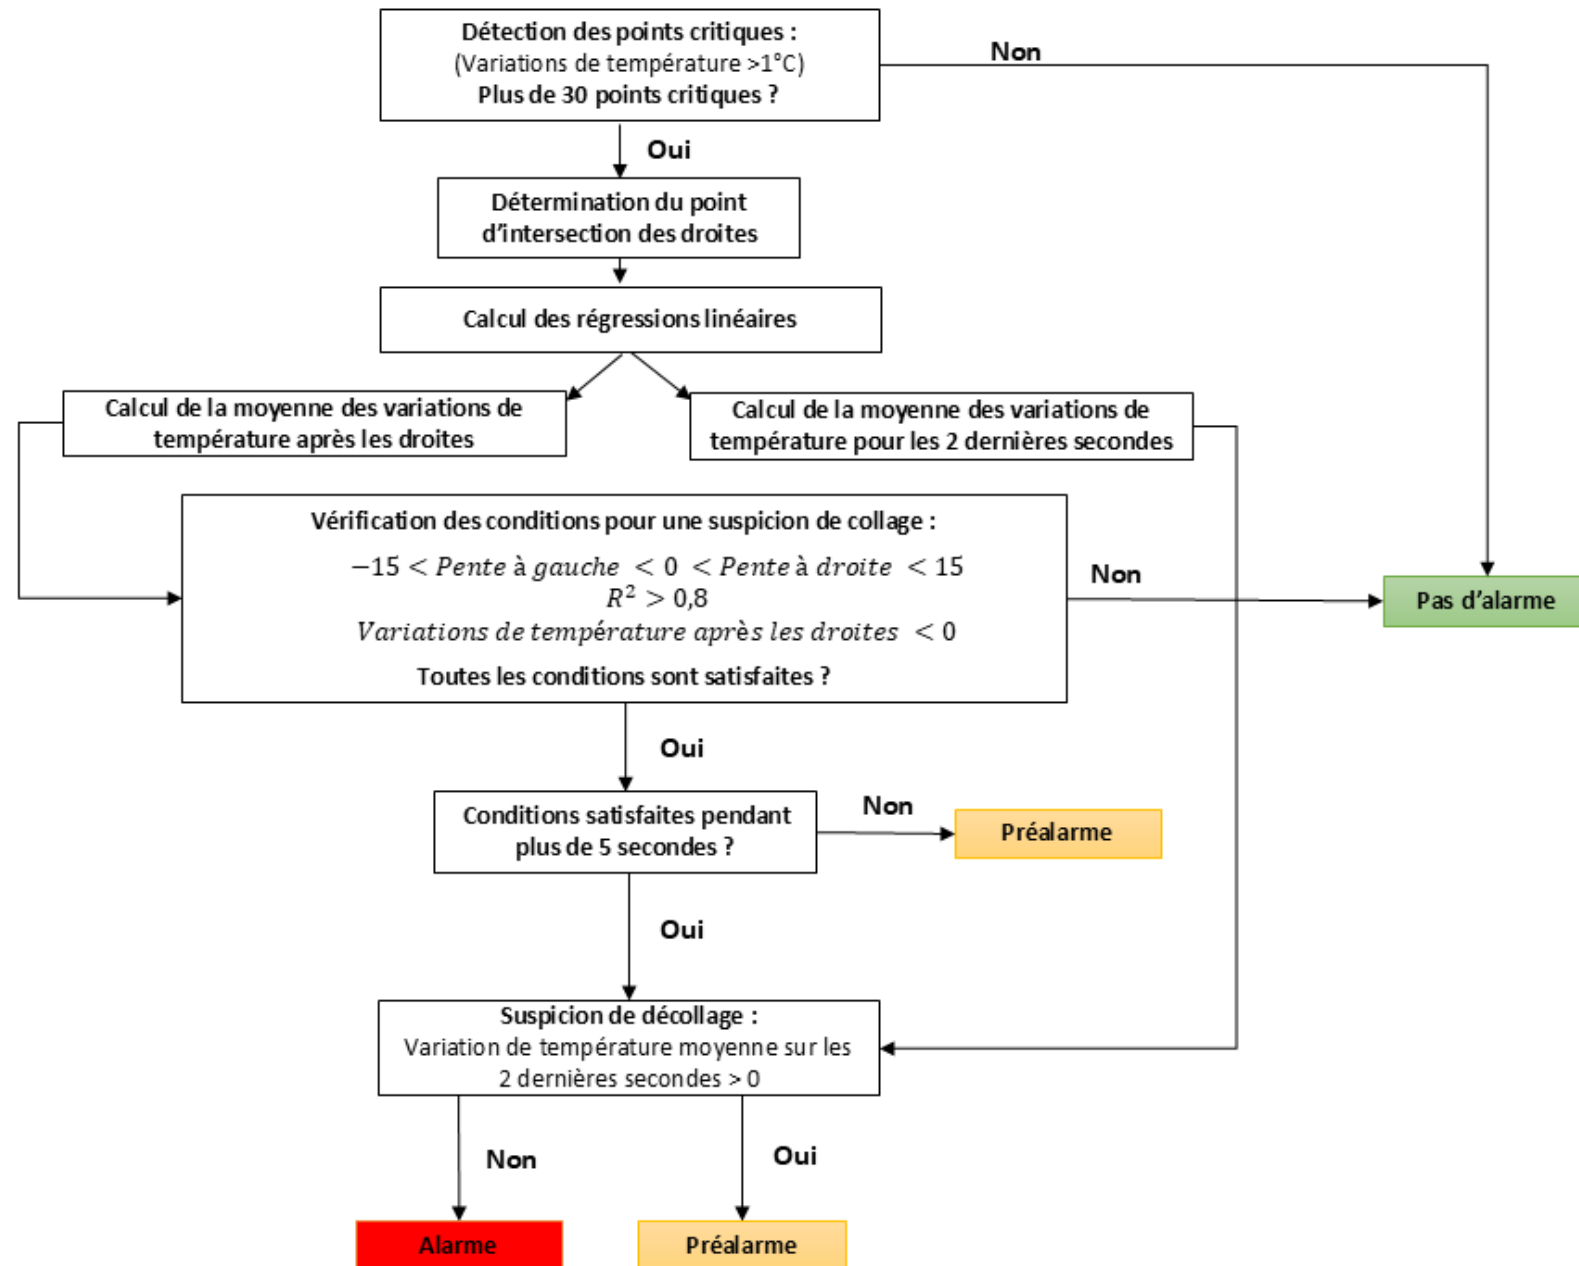 Détection des points critiques :
(Variations de température >1°C)
Plus de 30 points critiques ?
Non
Oui
Détermination du point
d'intersection des droites
Calcul des régressions linéaires
Calcul de la moyenne des variations de
température après les droites
Calcul de la moyenne des variations de
température pour les 2 dernières secondes
Vérification des conditions pour une suspicion de collage :
−15 < Pente à gauche < 0 < Pente à droite < 15
R² > 0,8
Variations de température après les droites < 0
Toutes les conditions sont satisfaites ?
Non
Pas d'alarme
Oui
Conditions satisfaites pendant
plus de 5 secondes ?
Non
Préalarme
Oui
Suspicion de décollage :
Variation de température moyenne sur les
2 dernières secondes > 0
Non
Oui
Alarme
Préalarme